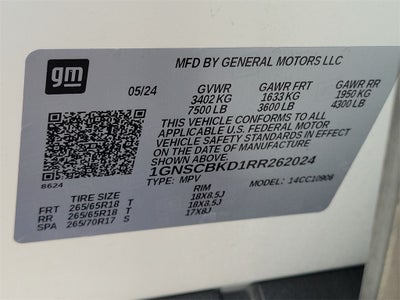 gm
MFD BY GENERAL MOTORS LLC
05/24 GVWR GAWR FRT GAWR RR
3402 KG 1633 KG 1950 KG
7500 LB 3600 LB 4300 LB
THIS VEHICLE CONFORMS TO ALL
APPLICABLE U.S. FEDERAL MOTOR
VEHICLE SAFETY STANDARDS IN EFFECT
ON THE DATE OF MANUFACTURE
1GNSCBKD1RR262024
8624 TYPE: MPV MODEL: 14CC10906
TIRE SIZE RIM
FRT 265/65R18 T 18X8.5J
RR 265/65R18 T 18X8.5J
SPA 265/70R17 S 17X8J